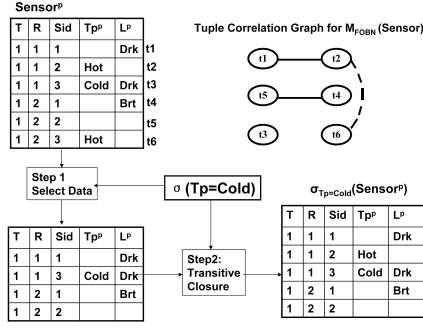 Sensorᵖ
T R Sid Tpᵖ Lᵖ
1 1 1 Drk t1
1 1 2 Hot t2
1 1 3 Cold Drk t3
1 2 1 Brt t4
1 2 2 t5
1 2 3 Hot t6
Tuple Correlation Graph for M_FOBN (Sensor)
t1 t2
t5 t4
I
t3 t6
Step 1
Select Data
σ (Tp=Cold)
T R Sid Tpᵖ Lᵖ
1 1 1 Drk
1 1 3 Cold Drk
1 2 1 Brt
1 2 2
Step2:
Transitive
Closure
σ_Tp=Cold(Sensorᵖ)
T R Sid Tpᵖ Lᵖ
1 1 1 Drk
1 1 2 Hot
1 1 3 Cold Drk
1 2 1 Brt
1 2 2